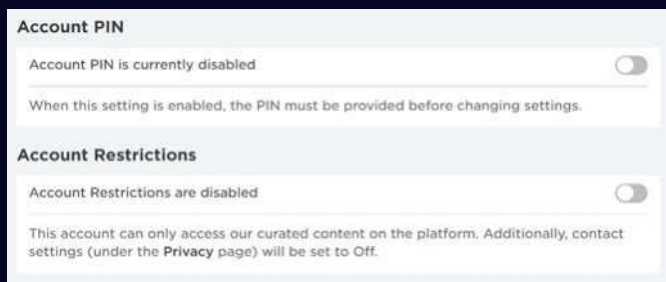 Account PIN
Account PIN is currently disabled
When this setting is enabled, the PIN must be provided before changing settings.
Account Restrictions
Account Restrictions are disabled
This account can only access our curated content on the platform. Additionally, contact
settings (under the Privacy page) will be set to Off.